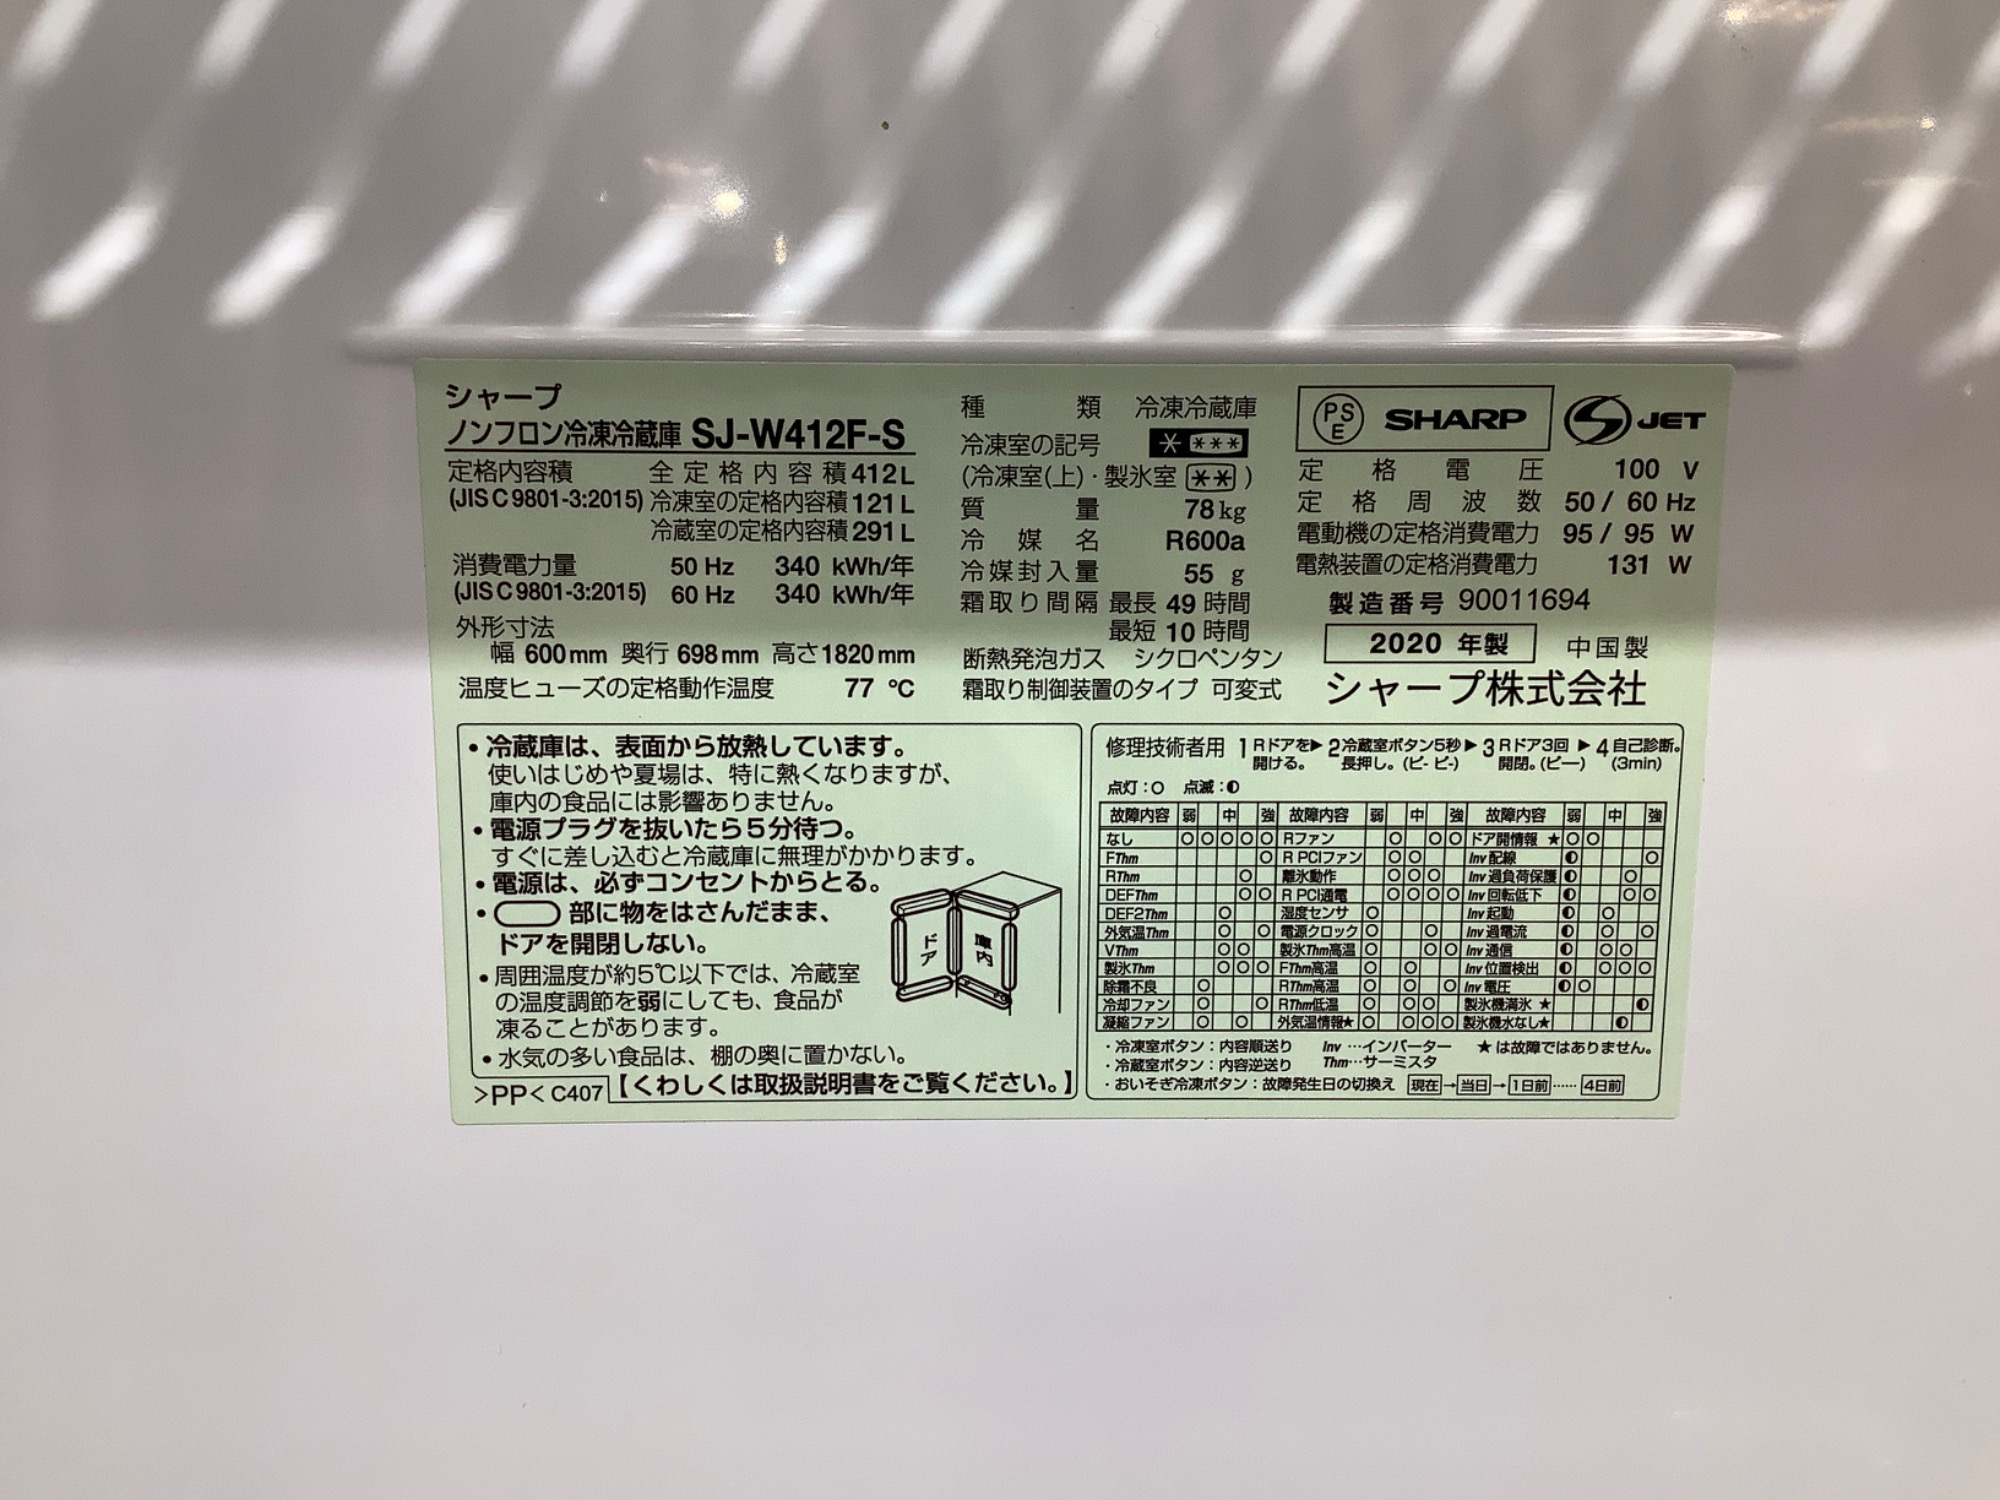 シャープ
ノンフロン冷凍冷蔵庫 SJ-W412F-S
定格内容積 全定格内容積 412 L
(JIS C 9801-3:2015) 冷凍室の定格内容積 121 L
冷蔵室の定格内容積 291 L
消費電力量 50 Hz 340 kWh/年
(JIS C 9801-3:2015) 60 Hz 340 kWh/年
外形寸法
幅 600 mm 奥行 698 mm 高さ 1820 mm
温度ヒューズの定格動作温度 77 ℃
種類 冷凍冷蔵庫
冷凍室の記号 * ***
(冷凍室(上)・製氷室 ** )
質量 78 kg
冷媒名 R600a
冷媒封入量 55 g
霜取り間隔 最長 49 時間
最短 10 時間
断熱発泡ガス シクロペンタン
霜取り制御装置のタイプ 可変式
PSE SHARP S JET
定格電圧 100 V
定格周波数 50 / 60 Hz
電動機の定格消費電力 95 / 95 W
電熱装置の定格消費電力 131 W
製造番号 90011694
2020 年製 中国製
シャープ株式会社
・冷蔵庫は、表面から放熱しています。
使いはじめや夏場は、特に熱くなりますが、
庫内の食品には影響ありません。
・電源プラグを抜いたら5分待つ。
すぐに差し込むと冷蔵庫に無理がかかります。
・電源は、必ずコンセントからとる。
・ 部に物をはさんだまま、
ドアを開閉しない。
・周囲温度が約5℃以下では、冷蔵室
の温度調節を弱にしても、食品が
凍ることがあります。
・水気の多い食品は、棚の奥に置かない。
ドア 庫内
>PP< C407 【くわしくは取扱説明書をご覧ください。】
修理技術者用 1 Rドアを開ける。 ▶ 2 冷蔵室ボタン5秒長押し。(ピ- ピ-) ▶ 3 Rドア3回開閉。(ピー) ▶ 4 自己診断。(3min)
点灯:○ 点滅:◐
故障内容 弱 中 強 故障内容 弱 中 強 故障内容 弱 中 強
なし ○ ○ ○ ○ ○ Rファン ○ ○ ○ ドア開情報 ★ ○ ○
FThm ○ R PCIファン ○ ○ Inv 配線 ◐ ○
RThm ○ 離氷動作 ○ ○ ○ Inv 過負荷保護 ◐ ○
DEFThm ○ ○ R PCI通電 ○ ○ ○ ○ Inv 回転低下 ◐ ○ ○
DEF2Thm ○ 湿度センサ ○ Inv 起動 ◐ ○
外気温Thm ○ ○ 電源クロック ○ ○ Inv 過電流 ◐ ○ ○
VThm ○ ○ 製氷Thm高温 ○ ○ ○ Inv 通信 ◐ ○ ○
製氷Thm ○ ○ ○ FThm高温 ○ ○ Inv 位置検出 ◐ ○ ○ ○
除霜不良 ○ RThm高温 ○ ○ ○ Inv 電圧 ◐ ○
冷却ファン ○ ○ RThm低温 ○ ○ ○ 製氷機満氷 ★ ◐
凝縮ファン ○ ○ 外気温情報★ ○ ○ ○ ○ 製氷機水なし★ ◐
・冷凍室ボタン:内容順送り Inv …インバーター ★は故障ではありません。
・冷蔵室ボタン:内容逆送り Thm…サーミスタ
・おいそぎ冷凍ボタン:故障発生日の切換え 現在→当日→1日前……4日前